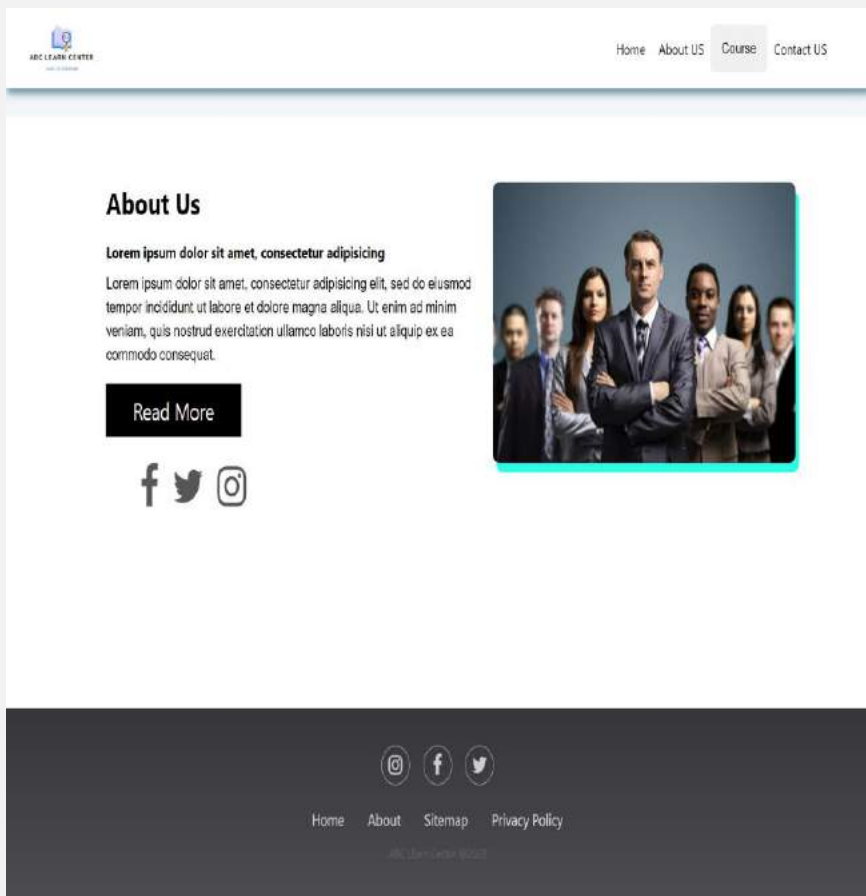 ABC LEARN CENTER
Home About US Course Contact US
About Us
Lorem ipsum dolor sit amet, consectetur adipisicing
Lorem ipsum dolor sit amet, consectetur adipisicing elit, sed do eiusmod
tempor incididunt ut labore et dolore magna aliqua. Ut enim ad minim
veniam, quis nostrud exercitation ullamco laboris nisi ut aliquip ex ea
commodo consequat.
Read More
Home About Sitemap Privacy Policy
ABC Learn Center